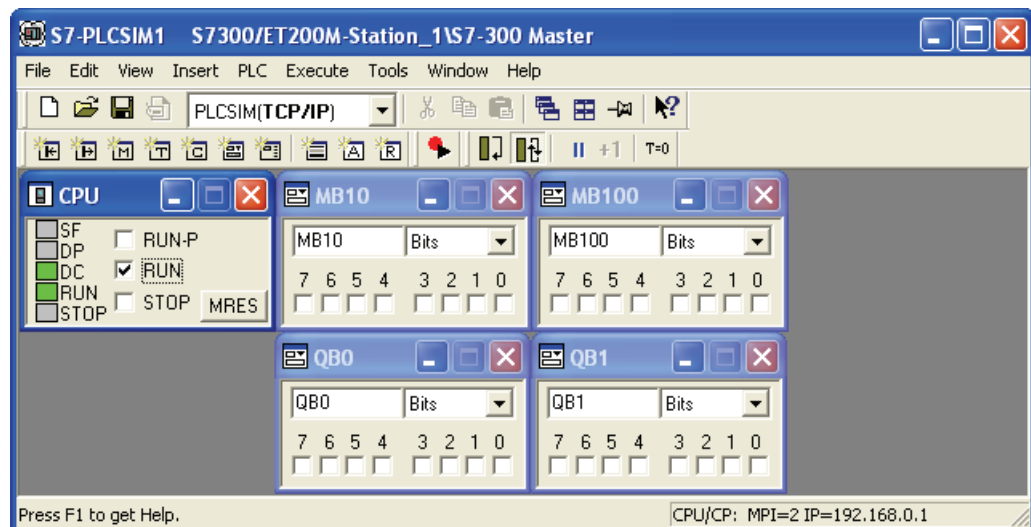 S7-PLCSIM1    S7300/ET200M-Station_1\S7-300 Master
File Edit View Insert PLC Execute Tools Window Help
PLCSIM(TCP/IP)
+1 T=0
CPU
SF
DP
DC
RUN
STOP
RUN-P
RUN
STOP
MRES
MB10
MB10 Bits
7 6 5 4 3 2 1 0
MB100
MB100 Bits
7 6 5 4 3 2 1 0
QB0
QB0 Bits
7 6 5 4 3 2 1 0
QB1
QB1 Bits
7 6 5 4 3 2 1 0
Press F1 to get Help.
CPU/CP: MPI=2 IP=192.168.0.1